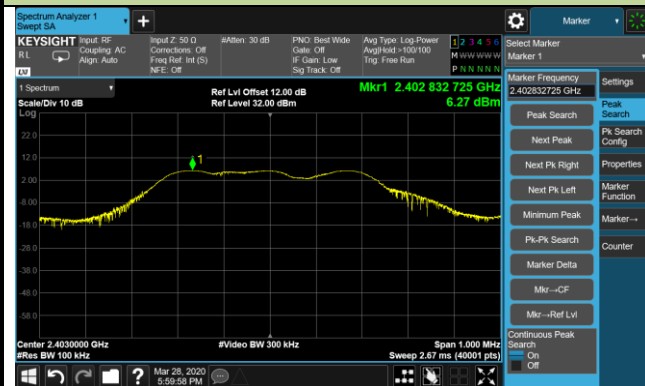 Spectrum Analyzer 1
Swept SA
+
Marker
KEYSIGHT
RL
LXI
Input: RF
Coupling: AC
Align: Auto
Input Z: 50 Ω
Corrections: Off
Freq Ref: Int (S)
NFE: Off
#Atten: 30 dB
PNO: Best Wide
Gate: Off
IF Gain: Low
Sig Track: Off
Avg Type: Log-Power
Avg|Hold:>100/100
Trig: Free Run
1 2 3 4 5 6
M W W W W W
P N N N N N
Select Marker
Marker 1
1 Spectrum
Scale/Div 10 dB
Log
Ref Lvl Offset 12.00 dB
Ref Level 32.00 dBm
Mkr1 2.402 832 725 GHz
6.27 dBm
22.0
12.0
2.00
-8.00
-18.0
-28.0
-38.0
-48.0
-58.0
1
Center 2.4030000 GHz
#Res BW 100 kHz
#Video BW 300 kHz
Span 1.000 MHz
Sweep 2.67 ms (40001 pts)
Marker Frequency
2.402832725 GHz
Peak Search
Next Peak
Next Pk Right
Next Pk Left
Minimum Peak
Pk-Pk Search
Marker Delta
Mkr→CF
Mkr→Ref Lvl
Continuous Peak
Search
On
Off
Settings
Peak
Search
Pk Search
Config
Properties
Marker
Function
Marker→
Counter
?
Mar 28, 2020
5:59:58 PM